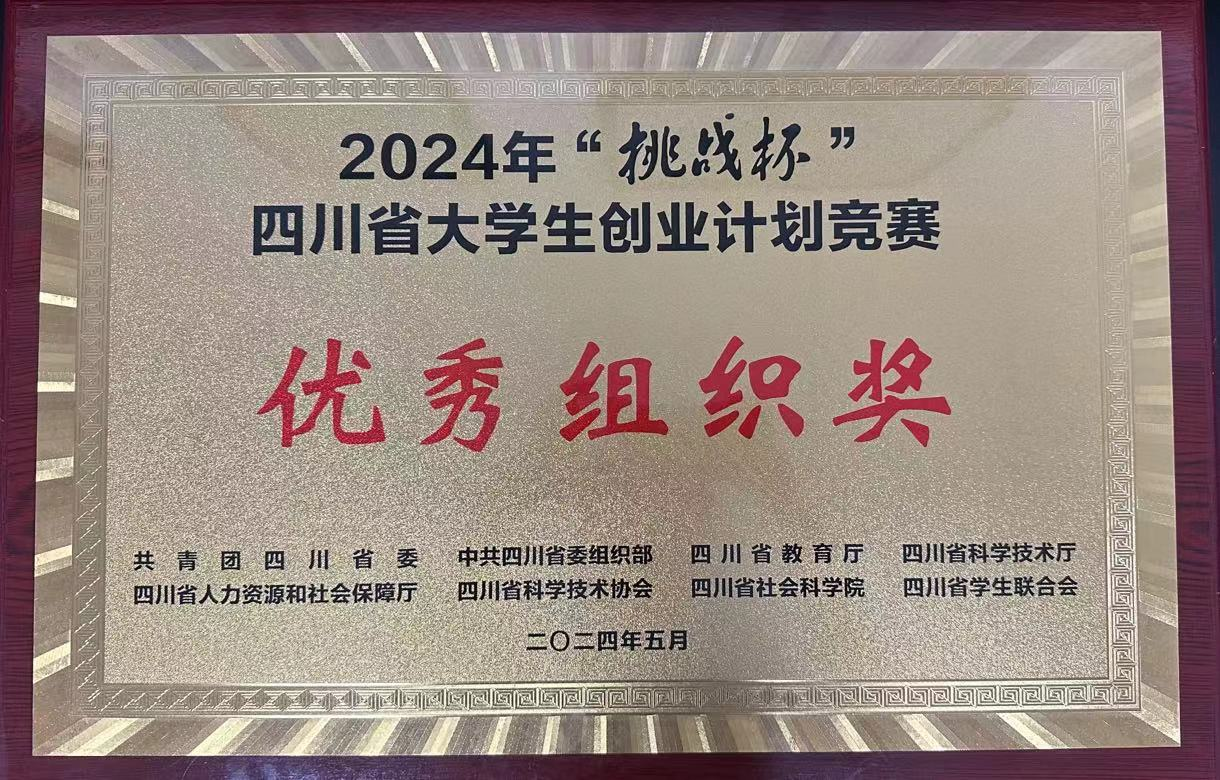 2024年“挑战杯”
四川省大学生创业计划竞赛
优秀组织奖
共青团四川省委 中共四川省委组织部 四川省教育厅 四川省科学技术厅
四川省人力资源和社会保障厅 四川省科学技术协会 四川省社会科学院 四川省学生联合会
二〇二四年五月